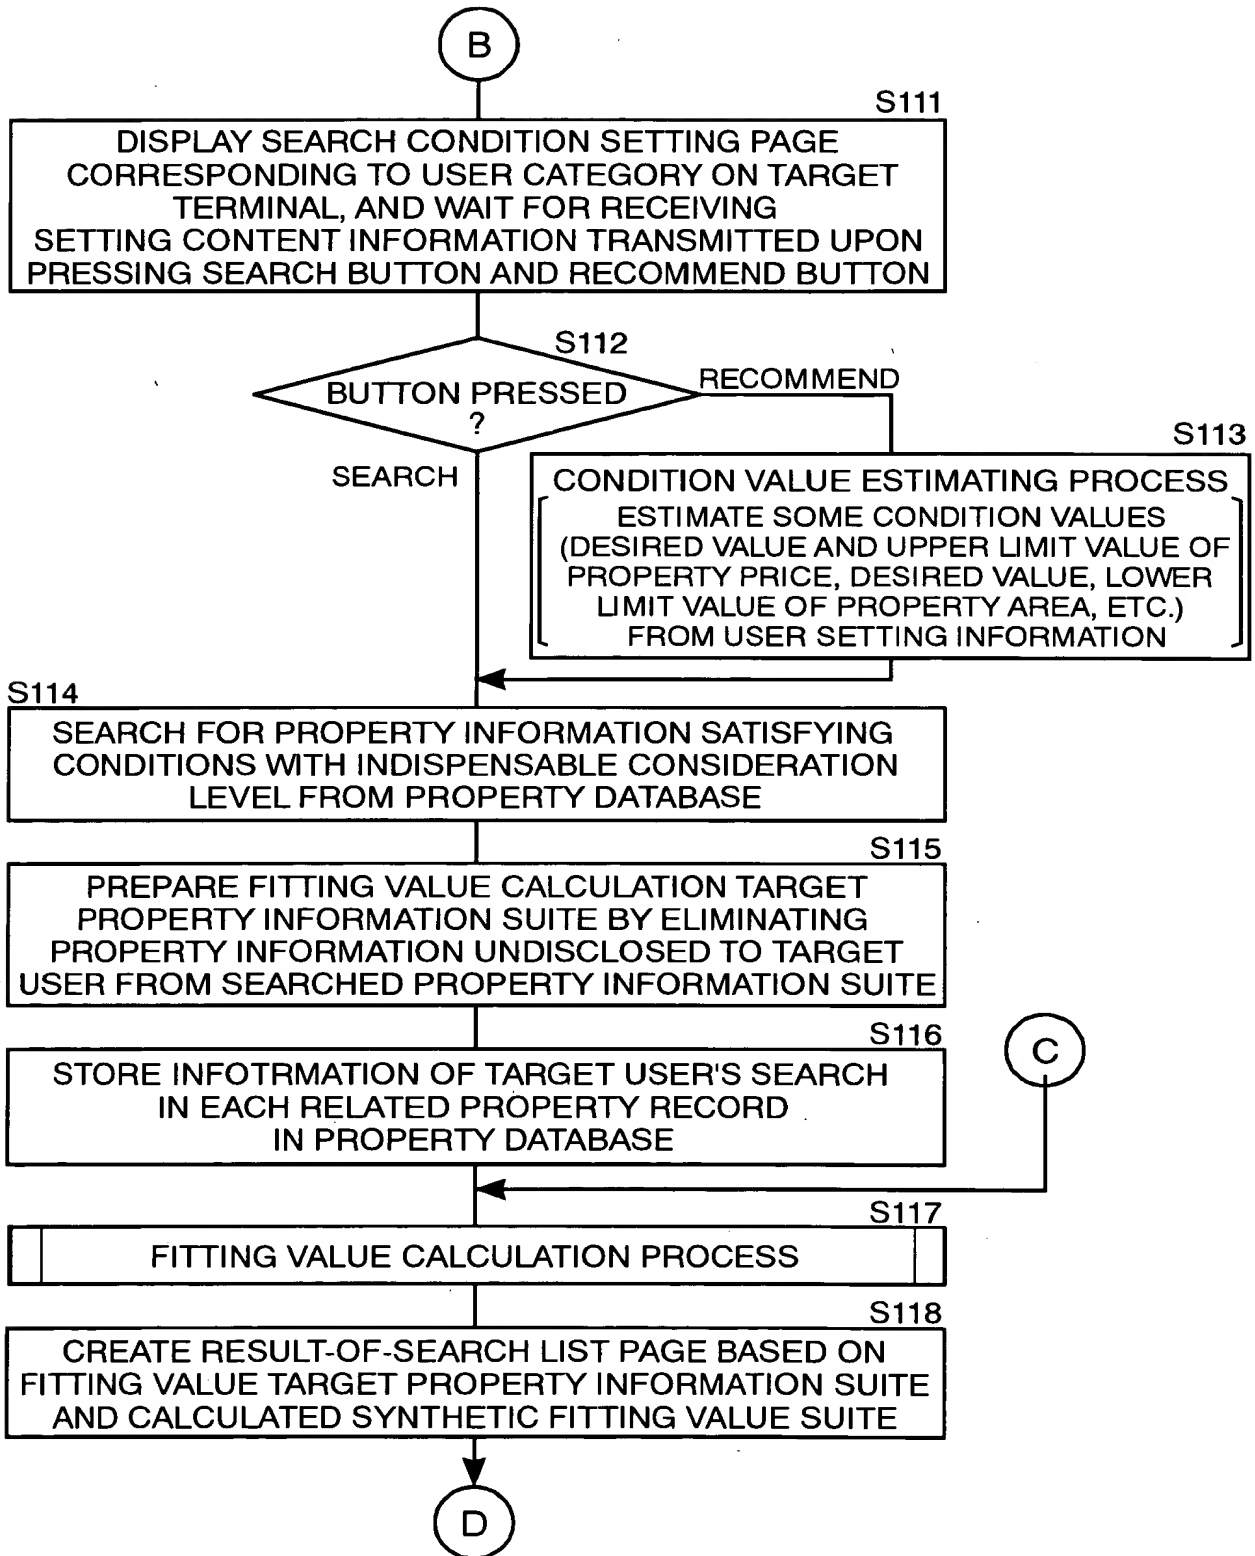 B
S111
DISPLAY SEARCH CONDITION SETTING PAGE
CORRESPONDING TO USER CATEGORY ON TARGET
TERMINAL, AND WAIT FOR RECEIVING
SETTING CONTENT INFORMATION TRANSMITTED UPON
PRESSING SEARCH BUTTON AND RECOMMEND BUTTON
S112
BUTTON PRESSED
?
RECOMMEND
SEARCH
S113
CONDITION VALUE ESTIMATING PROCESS
ESTIMATE SOME CONDITION VALUES
(DESIRED VALUE AND UPPER LIMIT VALUE OF
PROPERTY PRICE, DESIRED VALUE, LOWER
LIMIT VALUE OF PROPERTY AREA, ETC.)
FROM USER SETTING INFORMATION
S114
SEARCH FOR PROPERTY INFORMATION SATISFYING
CONDITIONS WITH INDISPENSABLE CONSIDERATION
LEVEL FROM PROPERTY DATABASE
S115
PREPARE FITTING VALUE CALCULATION TARGET
PROPERTY INFORMATION SUITE BY ELIMINATING
PROPERTY INFORMATION UNDISCLOSED TO TARGET
USER FROM SEARCHED PROPERTY INFORMATION SUITE
S116
STORE INFOTRMATION OF TARGET USER'S SEARCH
IN EACH RELATED PROPERTY RECORD
IN PROPERTY DATABASE
C
S117
FITTING VALUE CALCULATION PROCESS
S118
CREATE RESULT-OF-SEARCH LIST PAGE BASED ON
FITTING VALUE TARGET PROPERTY INFORMATION SUITE
AND CALCULATED SYNTHETIC FITTING VALUE SUITE
D